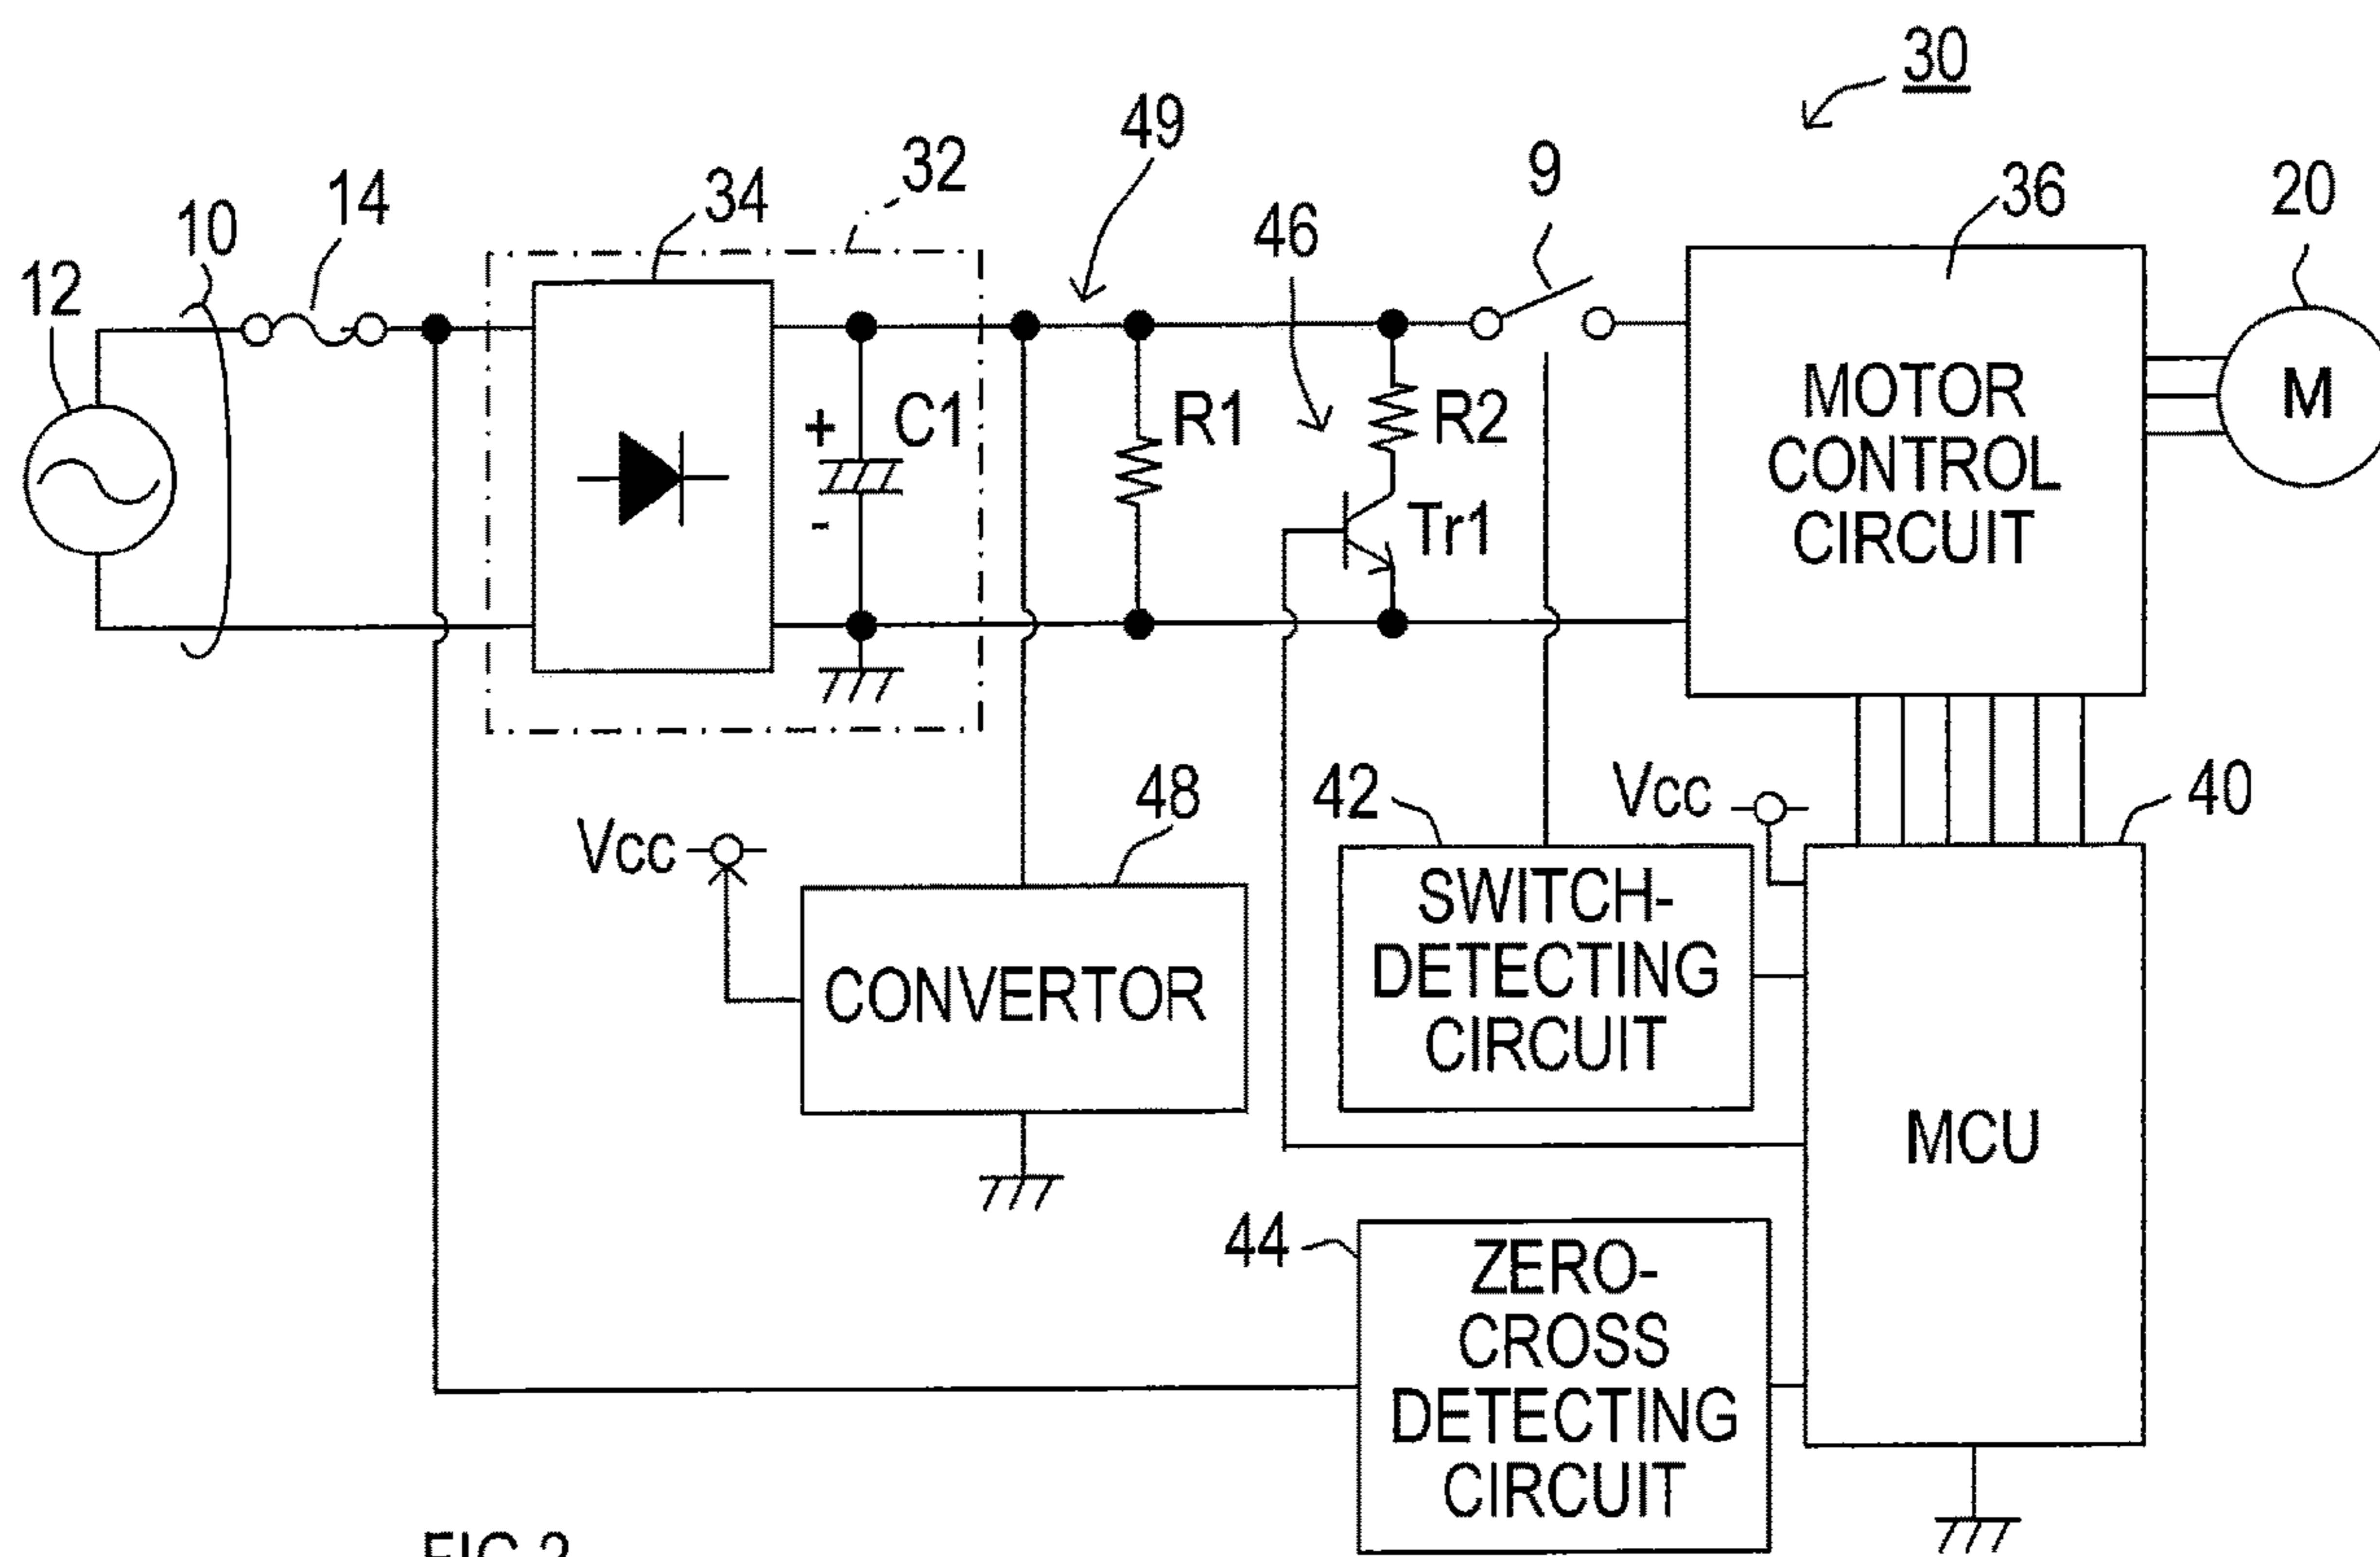 30
49
9
32
36
20
34
14
46
10
12
MOTOR
CONTROL
CIRCUIT
M
+
C1
R1
R2
-
Tr1
48
42
Vcc
40
Vcc
SWITCH-
DETECTING
CIRCUIT
CONVERTOR
MCU
44
ZERO-
CROSS
DETECTING
CIRCUIT